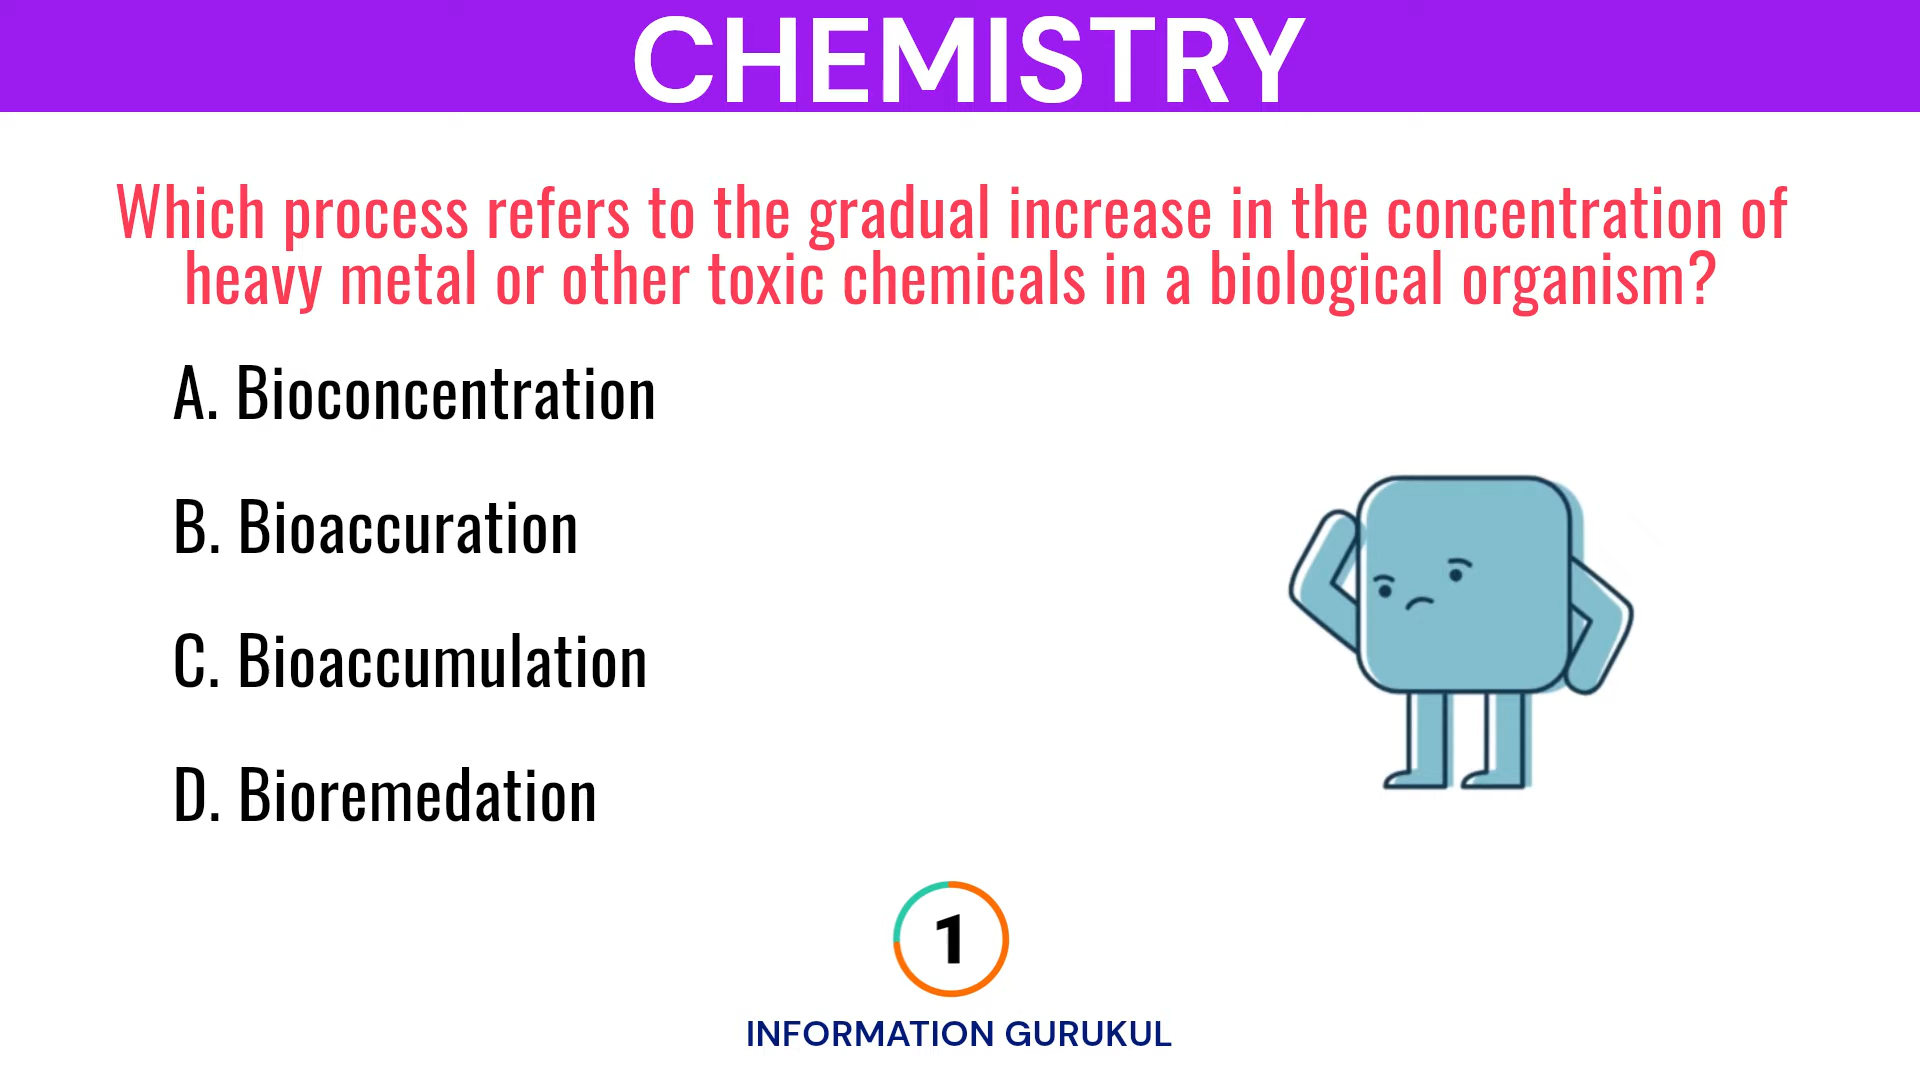 CHEMISTRY
Which process refers to the gradual increase in the concentration of
heavy metal or other toxic chemicals in a biological organism?
A. Bioconcentration
B. Bioaccuration
C. Bioaccumulation
D. Bioremedation
1
INFORMATION GURUKUL